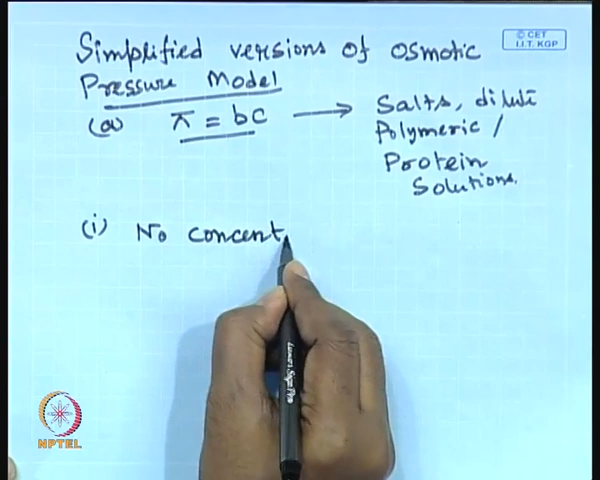 Simplified versions of osmotic
Pressure Model
(a) π = bc → Salts, dilute
Polymeric /
Protein
Solutions.
(i) No concent
© CET
I.I.T. KGP
NPTEL